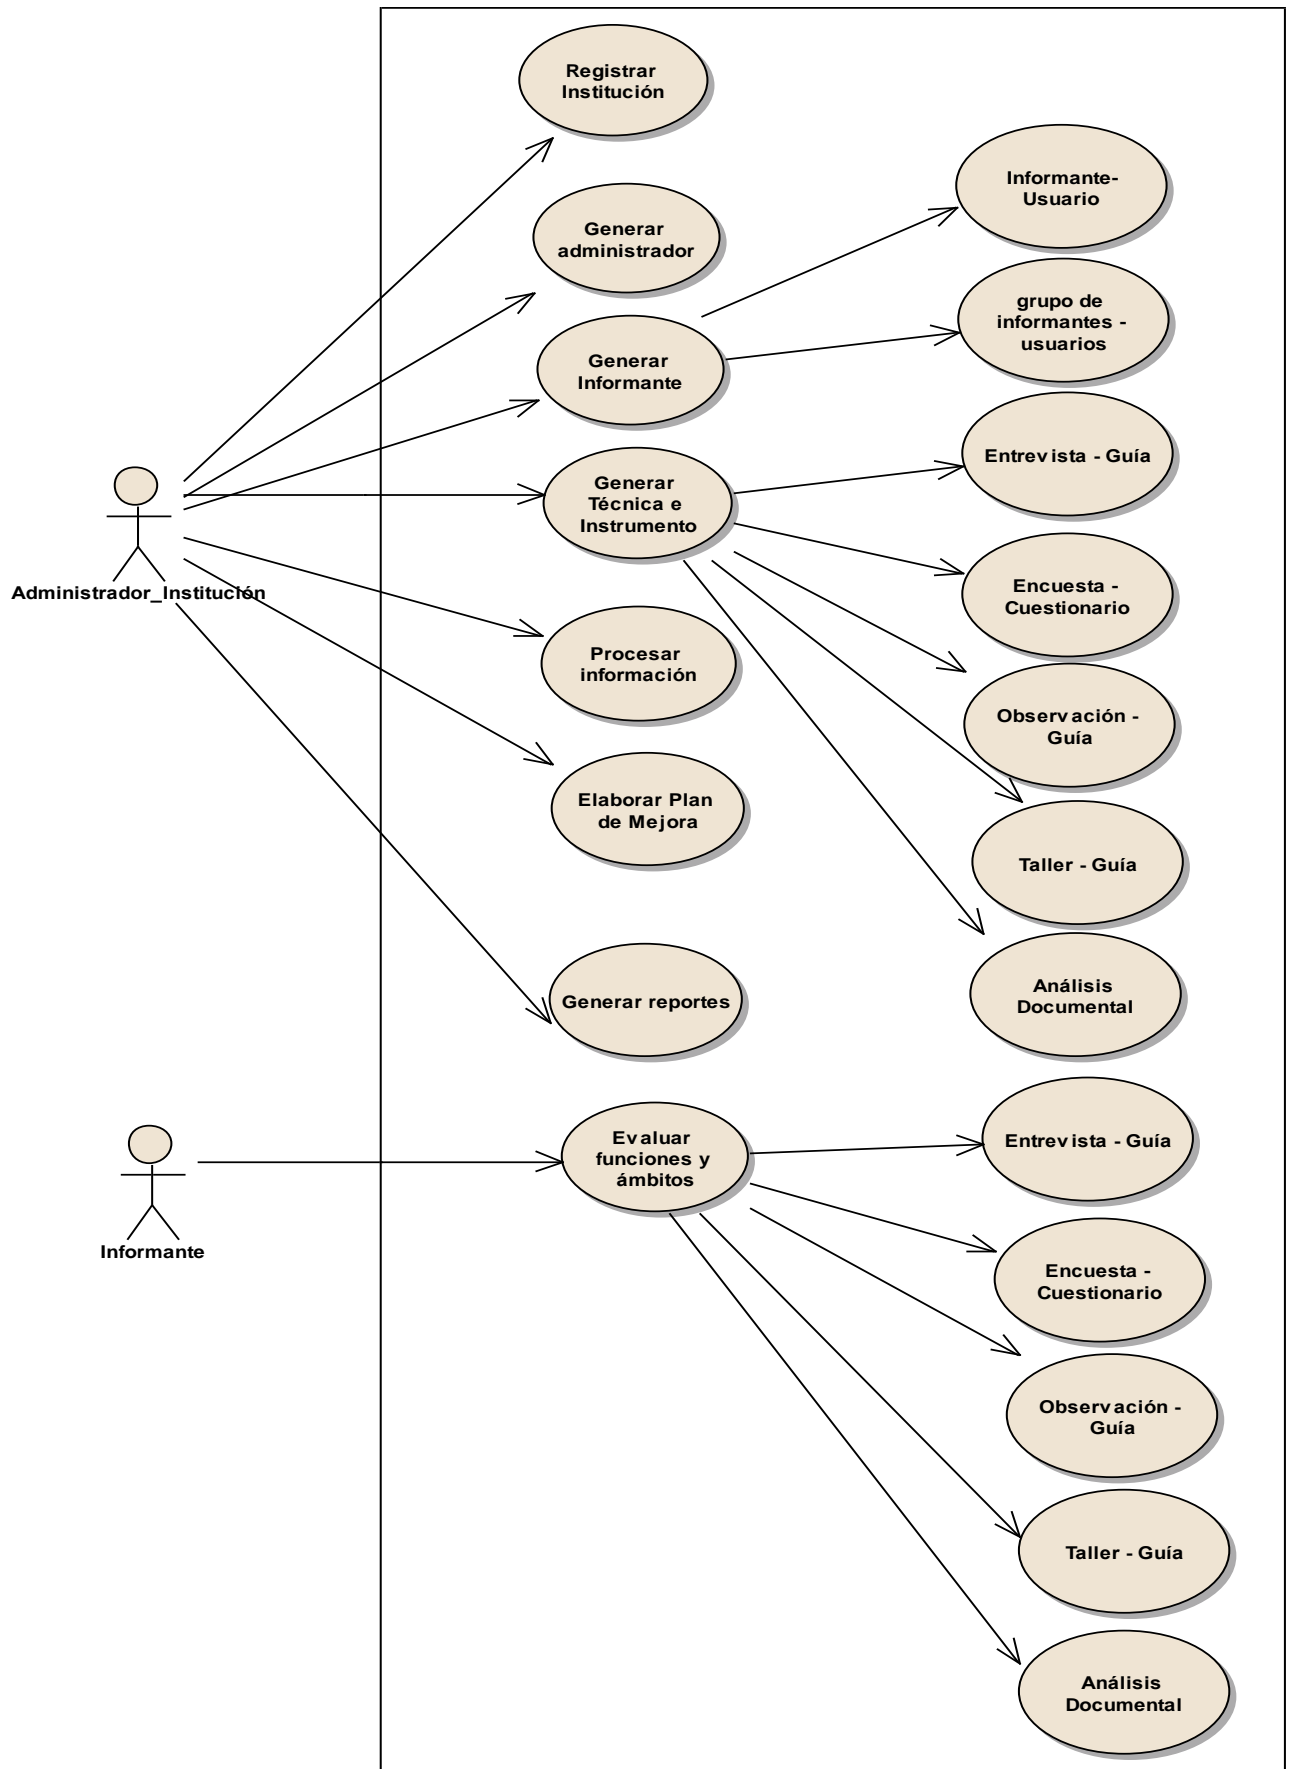 Registrar
Institución
Generar
administrador
Generar
Informante
Generar
Técnica e
Instrumento
Procesar
información
Elaborar Plan
de Mejora
Generar reportes
Administrador_Institución
Informante-
Usuario
grupo de
informantes -
usuarios
Entrevista - Guía
Encuesta -
Cuestionario
Observación -
Guía
Taller - Guía
Análisis
Documental
Informante
Evaluar
funciones y
ámbitos
Entrevista - Guía
Encuesta -
Cuestionario
Observación -
Guía
Taller - Guía
Análisis
Documental